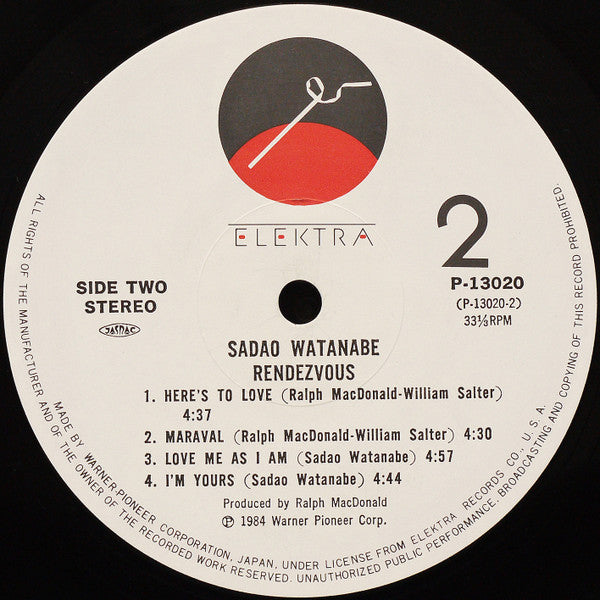 ELEKTRA
2
SIDE TWO
STEREO
JASRAC
P-13020
(P-13020-2)
33⅓RPM
SADAO WATANABE
RENDEZVOUS
1. HERE'S TO LOVE (Ralph MacDonald-William Salter)
4:37
2. MARAVAL (Ralph MacDonald-William Salter) 4:30
3. LOVE ME AS I AM (Sadao Watanabe) 4:57
4. I'M YOURS (Sadao Watanabe) 4:44
Produced by Ralph MacDonald
℗ 1984 Warner Pioneer Corp.
MADE BY WARNER-PIONEER CORPORATION, JAPAN, UNDER LICENSE FROM ELEKTRA RECORDS CO., U.S.A.
ALL RIGHTS OF THE MANUFACTURER AND OF THE OWNER OF THE RECORDED WORK RESERVED. UNAUTHORIZED PUBLIC PERFORMANCE, BROADCASTING AND COPYING OF THIS RECORD PROHIBITED.